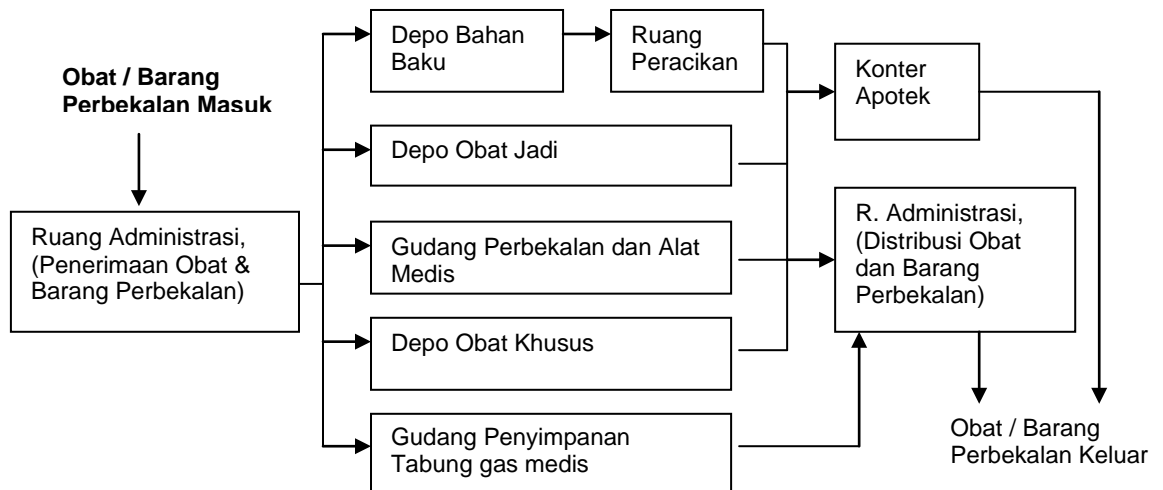 Obat / Barang
Perbekalan Masuk
Ruang Administrasi,
(Penerimaan Obat &
Barang Perbekalan)
Depo Bahan
Baku
Ruang
Peracikan
Depo Obat Jadi
Gudang Perbekalan dan Alat
Medis
Depo Obat Khusus
Gudang Penyimpanan
Tabung gas medis
Konter
Apotek
R. Administrasi,
(Distribusi Obat
dan Barang
Perbekalan)
Obat / Barang
Perbekalan Keluar